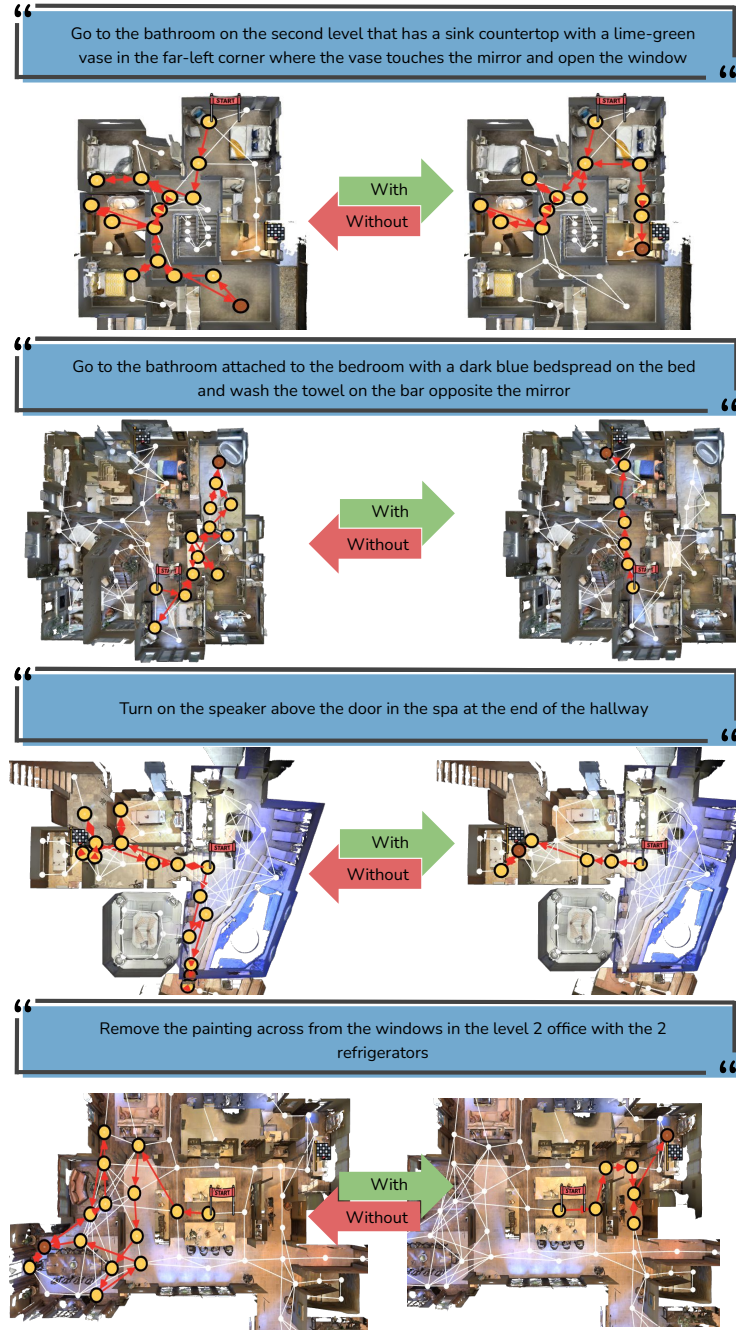 “
Go to the bathroom on the second level that has a sink countertop with a lime-green
vase in the far-left corner where the vase touches the mirror and open the window
“
START
START
With
Without
“
Go to the bathroom attached to the bedroom with a dark blue bedspread on the bed
and wash the towel on the bar opposite the mirror
“
With
Without
START
START
“
Turn on the speaker above the door in the spa at the end of the hallway
“
START
START
With
Without
“
Remove the painting across from the windows in the level 2 office with the 2
refrigerators
“
With
START
START
Without